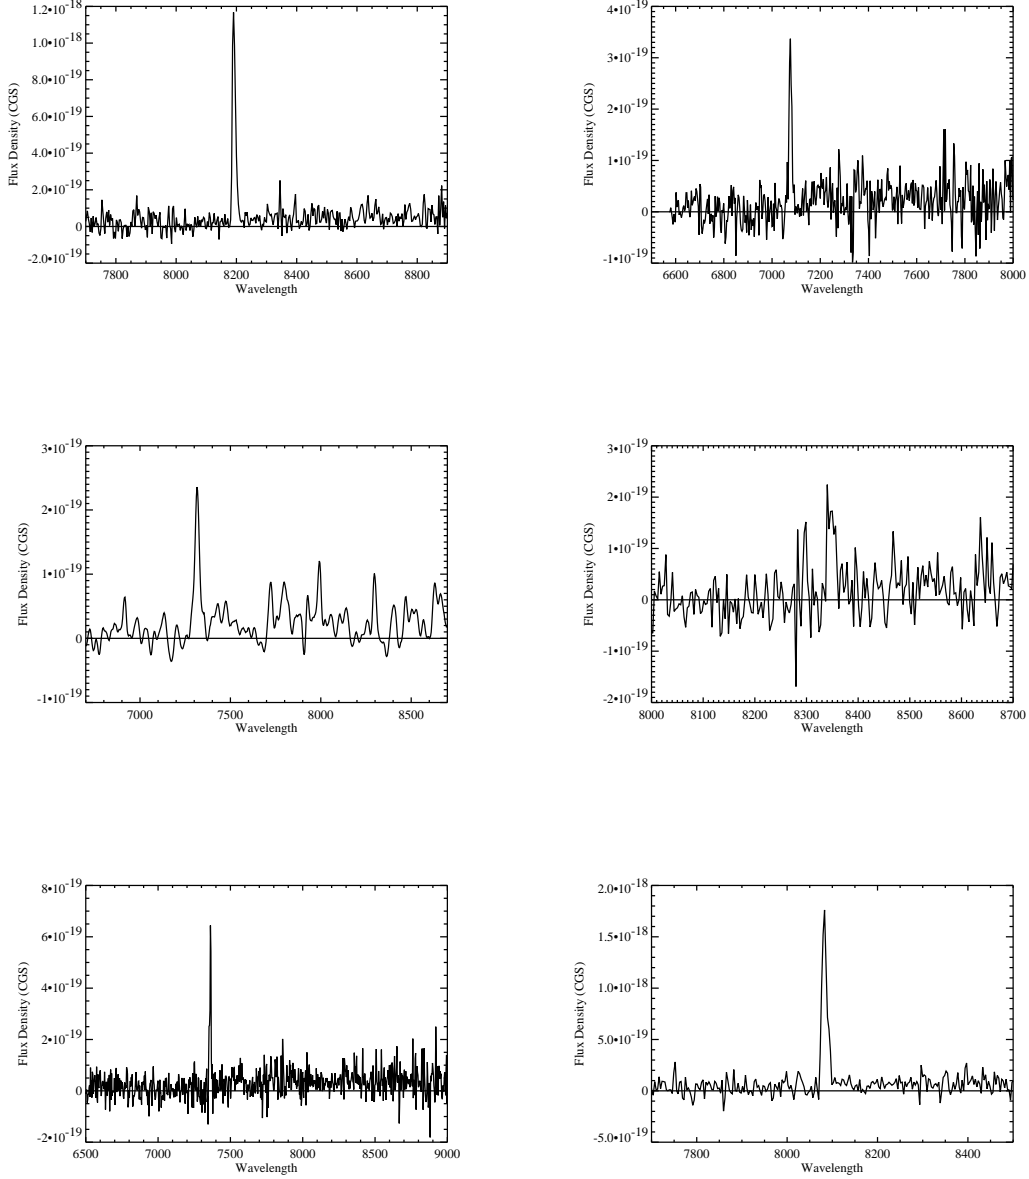 1.2•10⁻¹⁸
1.0•10⁻¹⁸
8.0•10⁻¹⁹
6.0•10⁻¹⁹
4.0•10⁻¹⁹
2.0•10⁻¹⁹
0
-2.0•10⁻¹⁹
Flux Density (CGS)
7800 8000 8200 8400 8600 8800
Wavelength
4•10⁻¹⁹
3•10⁻¹⁹
2•10⁻¹⁹
1•10⁻¹⁹
0
-1•10⁻¹⁹
Flux Density (CGS)
6600 6800 7000 7200 7400 7600 7800 8000
Wavelength
3•10⁻¹⁹
2•10⁻¹⁹
1•10⁻¹⁹
0
-1•10⁻¹⁹
Flux Density (CGS)
7000 7500 8000 8500
Wavelength
3•10⁻¹⁹
2•10⁻¹⁹
1•10⁻¹⁹
0
-1•10⁻¹⁹
-2•10⁻¹⁹
Flux Density (CGS)
8000 8100 8200 8300 8400 8500 8600 8700
Wavelength
8•10⁻¹⁹
6•10⁻¹⁹
4•10⁻¹⁹
2•10⁻¹⁹
0
-2•10⁻¹⁹
Flux Density (CGS)
6500 7000 7500 8000 8500 9000
Wavelength
2.0•10⁻¹⁸
1.5•10⁻¹⁸
1.0•10⁻¹⁸
5.0•10⁻¹⁹
0
-5.0•10⁻¹⁹
Flux Density (CGS)
7800 8000 8200 8400
Wavelength